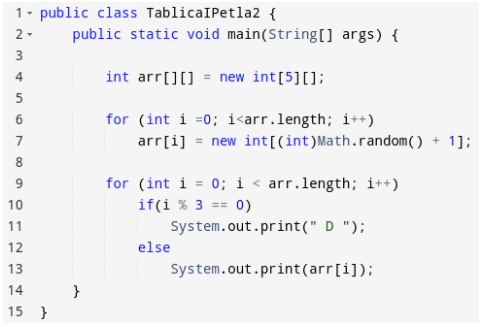 1 public class TablicaIPetla2 {
2 public static void main(String[] args) {
3
4 int arr[][] = new int[5][];
5
6 for (int i =0; i<arr.length; i++)
7 arr[i] = new int[(int)Math.random() + 1];
8
9 for (int i = 0; i < arr.length; i++)
10 if(i % 3 == 0)
11 System.out.print(" D ");
12 else
13 System.out.print(arr[i]);
14 }
15 }